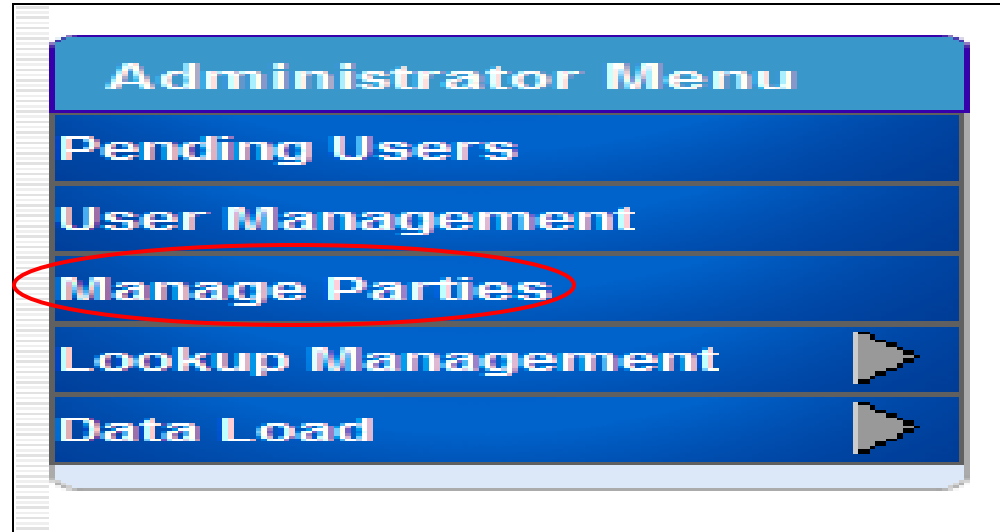 Administrator Menu
Pending Users
User Management
Manage Parties
Lookup Management
Data Load